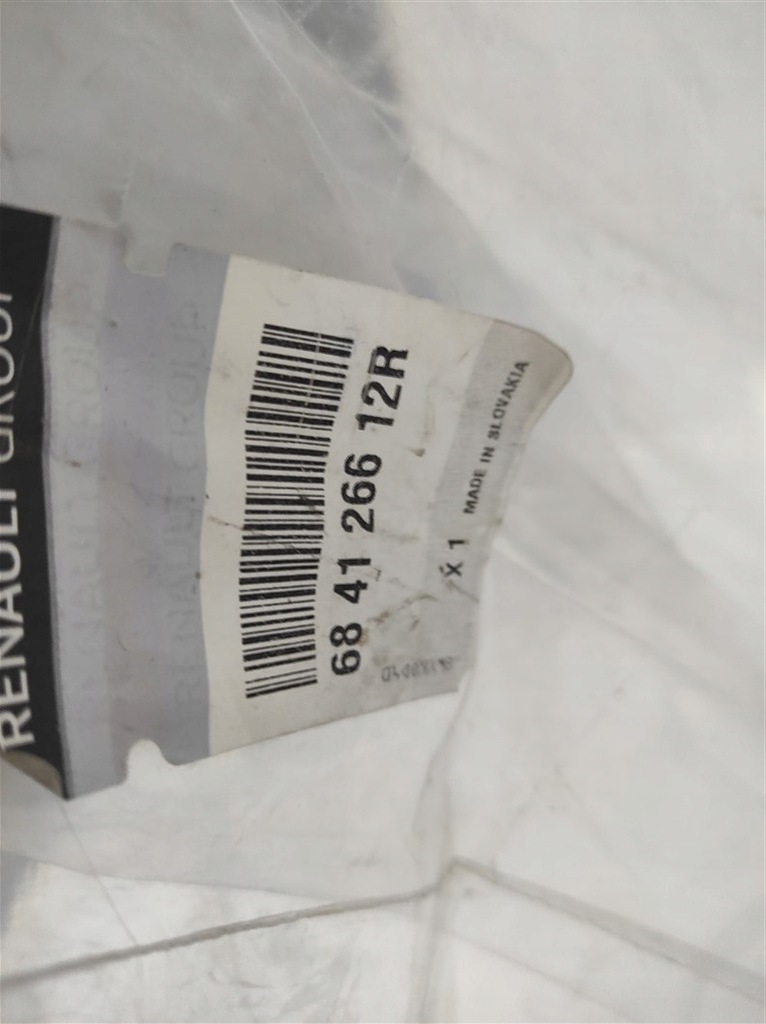 RENAULT GROUP
68 41 266 12R
X 1 MADE IN SLOVAKIA